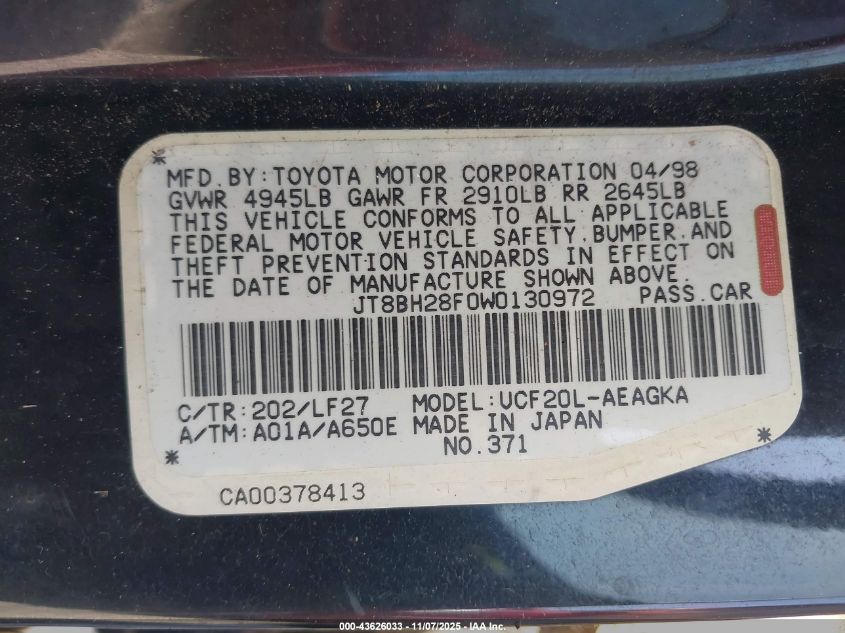 MFD. BY: TOYOTA MOTOR CORPORATION 04/98
GVWR 4945LB GAWR FR 2910LB RR 2645LB
THIS VEHICLE CONFORMS TO ALL APPLICABLE
FEDERAL MOTOR VEHICLE SAFETY, BUMPER, AND
THEFT PREVENTION STANDARDS IN EFFECT ON
THE DATE OF MANUFACTURE SHOWN ABOVE.
JT8BH28F0W0130972 PASS. CAR
C/TR: 202/LF27 MODEL: UCF20L-AEAGKA
A/TM: A01A/A650E MADE IN JAPAN
NO. 371
CA00378413
000-43626033 - 11/07/2025 - IAA Inc.